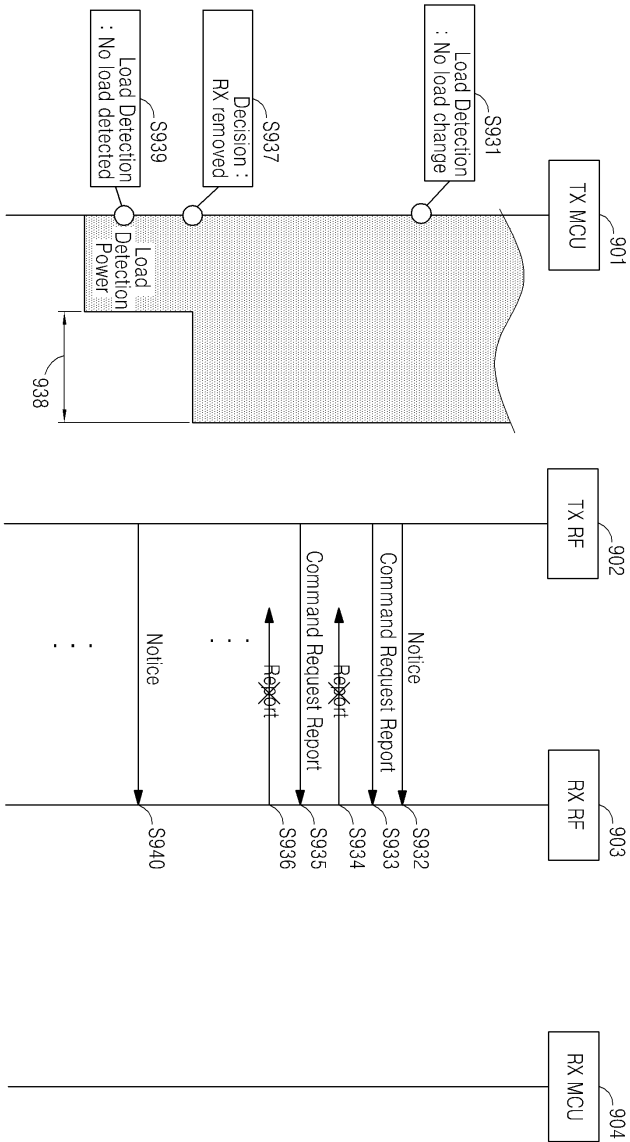 TX MCU
901
TX RF
902
RX RF
903
RX MCU
904
S931
Load Detection
: No load change
Notice
S932
Command Request Report
S933
Report
S934
Command Request Report
S935
Report
S936
. . .
S937
Decision :
RX removed
938
S939
Load Detection
: No load detected
Load
Detection
Power
Notice
S940
. . .